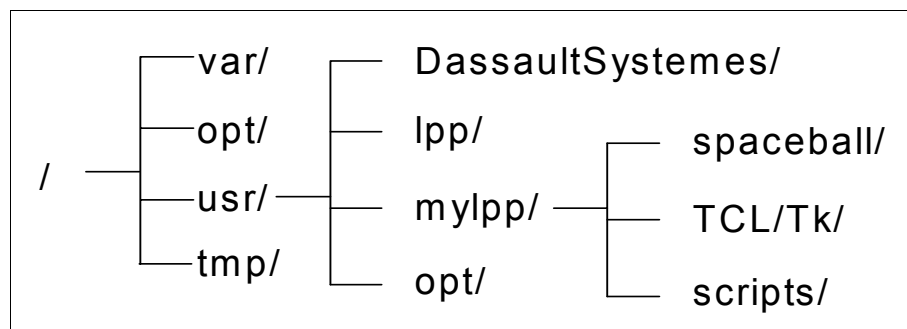 /
var/
opt/
usr/
tmp/
DassaultSystemes/
lpp/
mylpp/
opt/
spaceball/
TCL/Tk/
scripts/